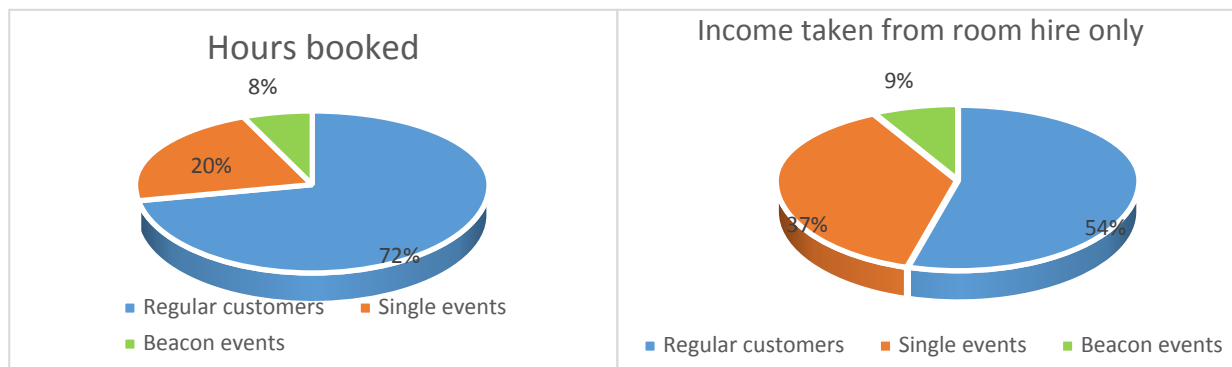 Hours booked
8%
20%
72%
Regular customers Single events
Beacon events
Income taken from room hire only
9%
37%
54%
Regular customers Single events Beacon events